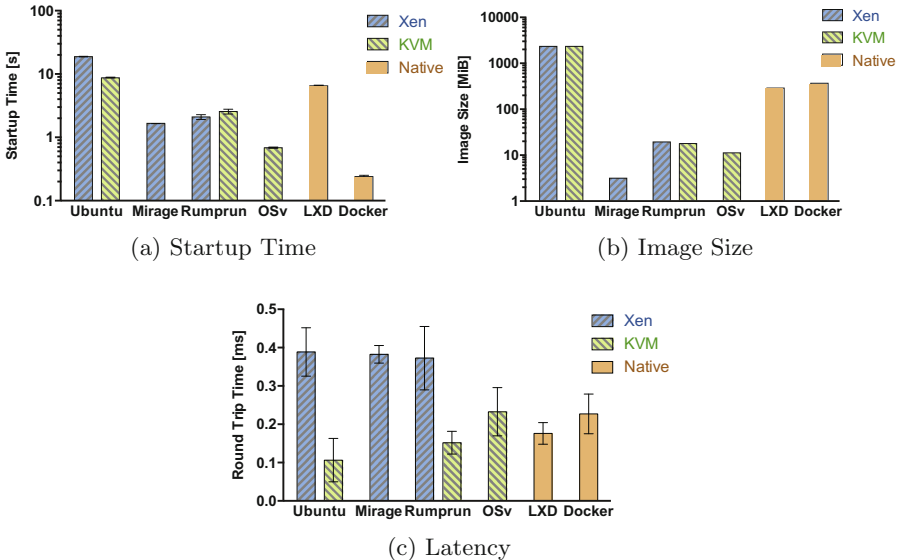 100
10
1
0.1
Startup Time [s]
Xen
KVM
Native
Ubuntu Mirage Rumprun OSv LXD Docker
(a) Startup Time
10000
1000
100
10
1
Image Size [MiB]
Xen
KVM
Native
Ubuntu Mirage Rumprun OSv LXD Docker
(b) Image Size
0.5
0.4
0.3
0.2
0.1
0.0
Round Trip Time [ms]
Xen
KVM
Native
Ubuntu Mirage Rumprun OSv LXD Docker
(c) Latency